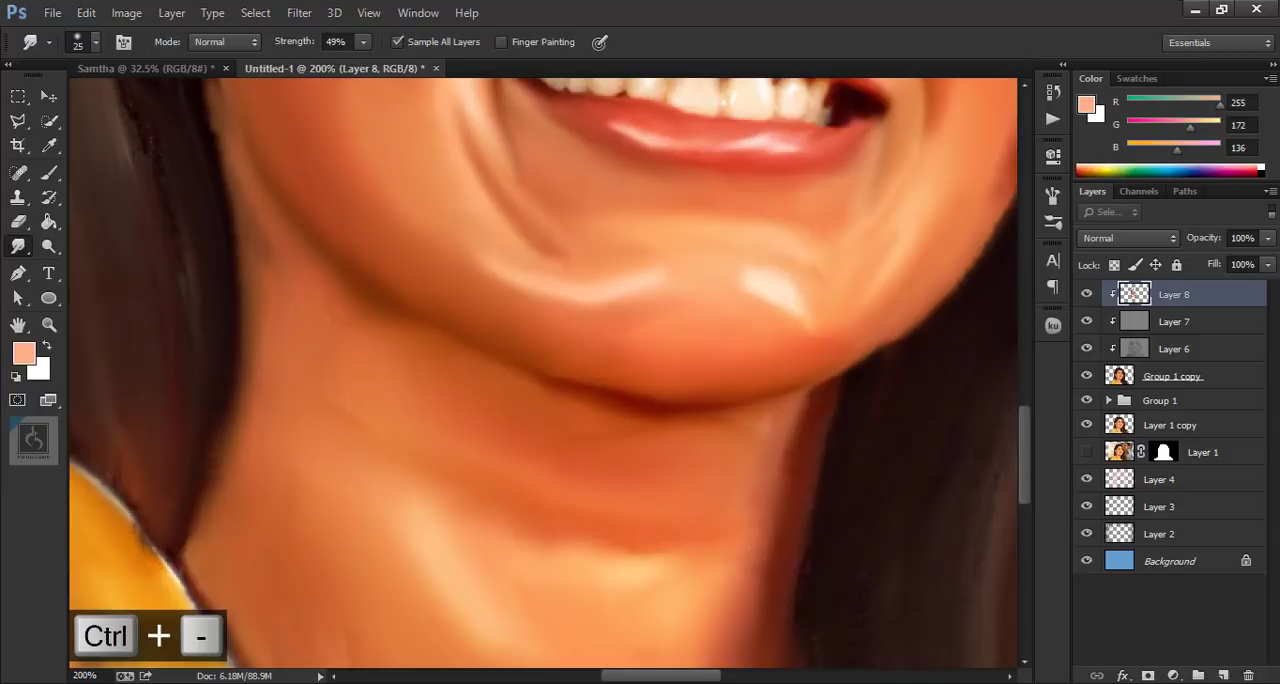 Ps File Edit Image Layer Type Select Filter 3D View Window Help
25 Mode: Normal Strength: 49% Sample All Layers Finger Painting Essentials
Samtha @ 32.5% (RGB/8#) * × Untitled-1 @ 200% (Layer 8, RGB/8) * ×
Color Swatches
R 255
G 172
B 136
Layers Channels Paths
Sele...
Normal Opacity: 100%
Lock: Fill: 100%
Layer 8
Layer 7
Layer 6
Group 1 copy
Group 1
Layer 1 copy
Layer 1
Layer 4
Layer 3
Layer 2
Background
A
ku
T
fx
Ctrl + -
200% Doc: 6.18M/88.9M